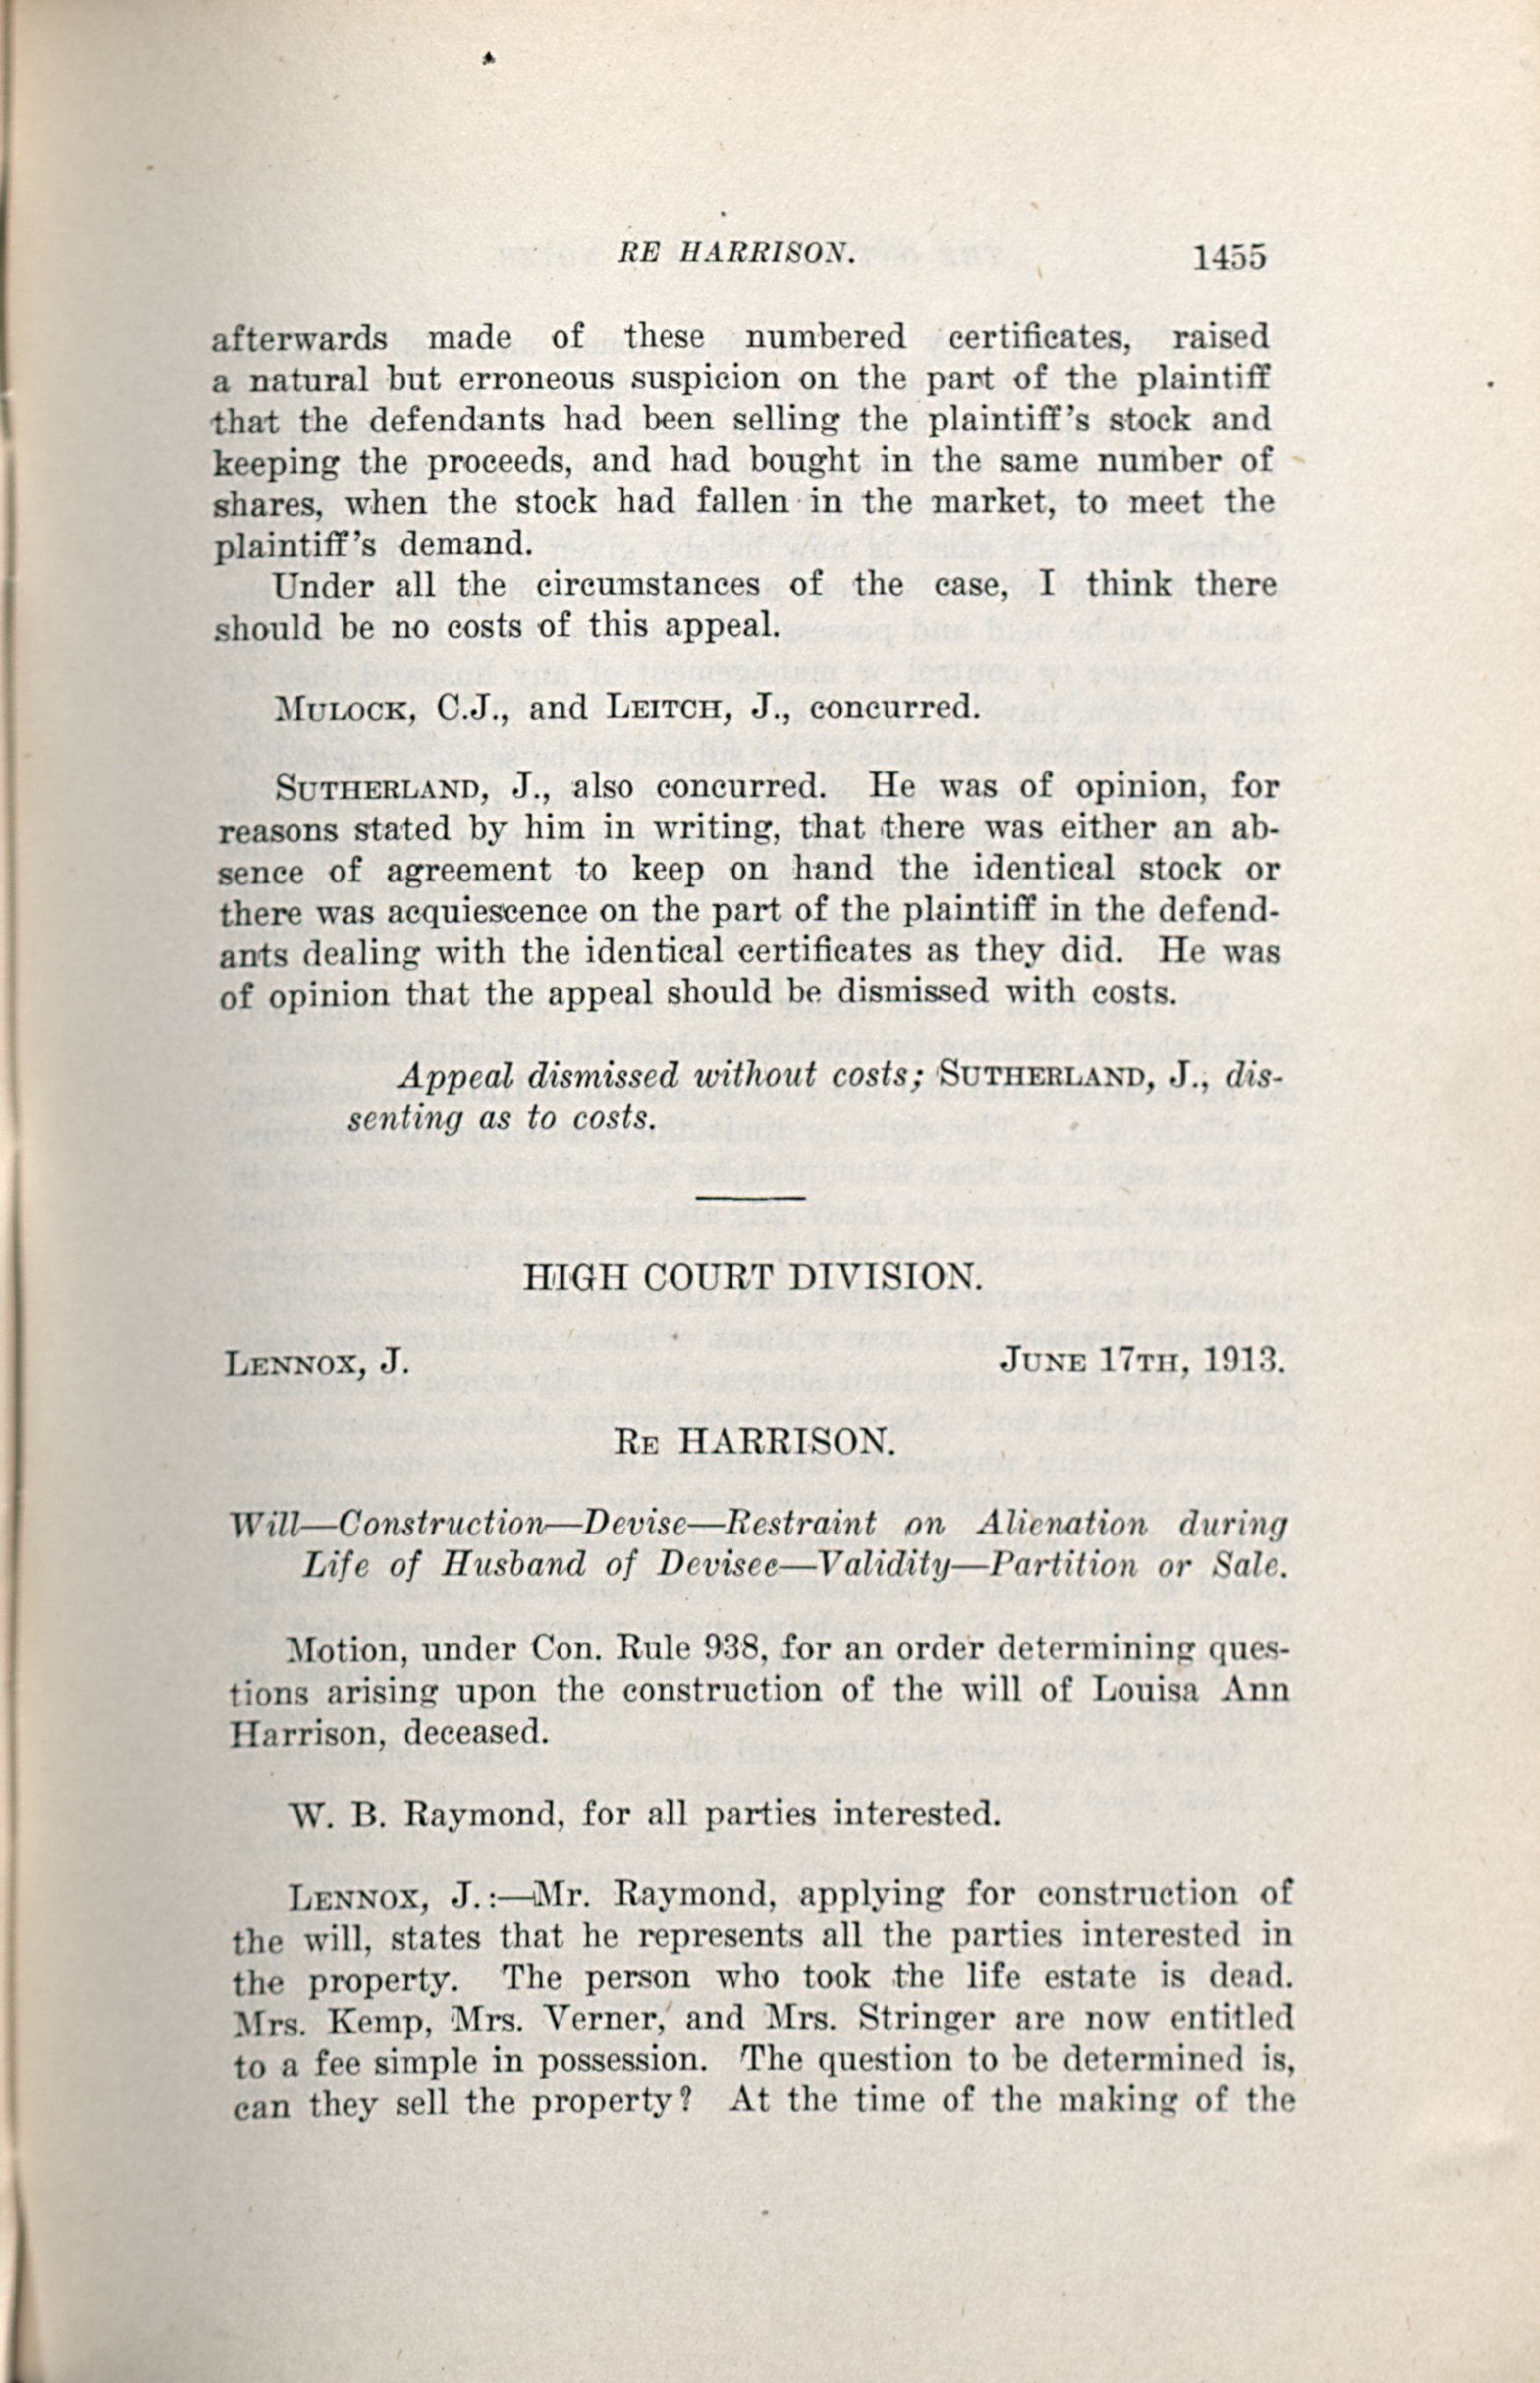 RE HARRISON. 1455
afterwards made of these numbered certificates, raised
a natural but erroneous suspicion on the part of the plaintiff
that the defendants had been selling the plaintiff's stock and
keeping the proceeds, and had bought in the same number of
shares, when the stock had fallen in the market, to meet the
plaintiff's demand.
Under all the circumstances of the case, I think there
should be no costs of this appeal.
MULOCK, C.J., and LEITCH, J., concurred.
SUTHERLAND, J., also concurred. He was of opinion, for
reasons stated by him in writing, that there was either an ab-
sence of agreement to keep on hand the identical stock or
there was acquiescence on the part of the plaintiff in the defend-
ants dealing with the identical certificates as they did. He was
of opinion that the appeal should be dismissed with costs.
Appeal dismissed without costs; SUTHERLAND, J., dis-
senting as to costs.
HIGH COURT DIVISION.
LENNOX, J. JUNE 17TH, 1913.
RE HARRISON.
Will—Construction—Devise—Restraint on Alienation during
Life of Husband of Devisee—Validity—Partition or Sale.
Motion, under Con. Rule 938, for an order determining ques-
tions arising upon the construction of the will of Louisa Ann
Harrison, deceased.
W. B. Raymond, for all parties interested.
LENNOX, J.:—Mr. Raymond, applying for construction of
the will, states that he represents all the parties interested in
the property. The person who took the life estate is dead.
Mrs. Kemp, Mrs. Verner, and Mrs. Stringer are now entitled
to a fee simple in possession. The question to be determined is,
can they sell the property? At the time of the making of the